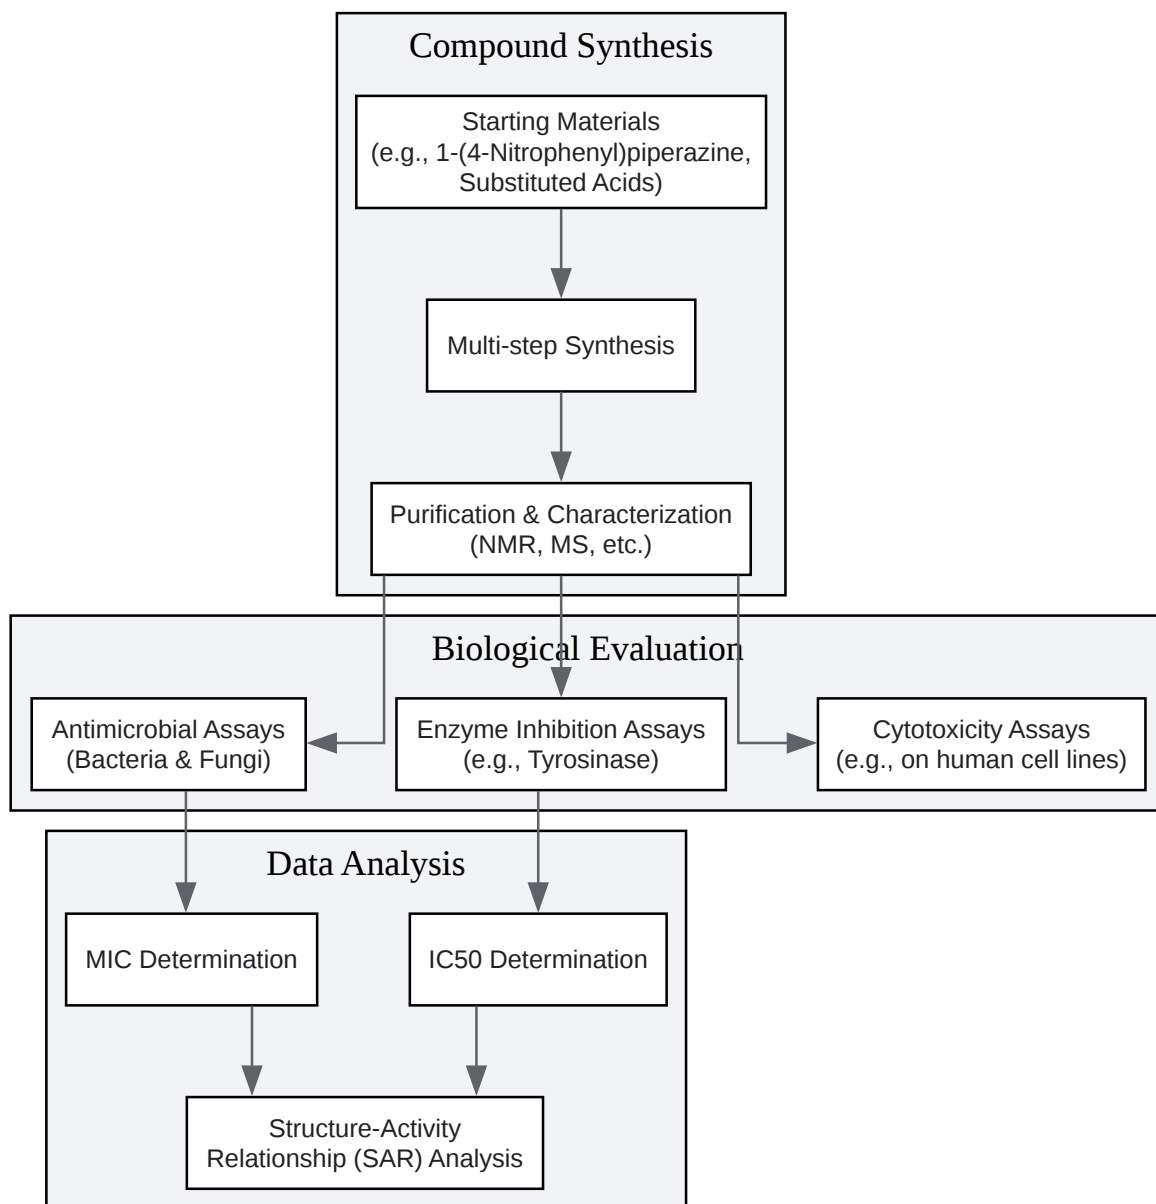 Compound Synthesis
Starting Materials
(e.g., 1-(4-Nitrophenyl)piperazine,
Substituted Acids)
Multi-step Synthesis
Purification & Characterization
(NMR, MS, etc.)
Biological Evaluation
Antimicrobial Assays
(Bacteria & Fungi)
Enzyme Inhibition Assays
(e.g., Tyrosinase)
Cytotoxicity Assays
(e.g., on human cell lines)
Data Analysis
MIC Determination
IC50 Determination
Structure-Activity
Relationship (SAR) Analysis